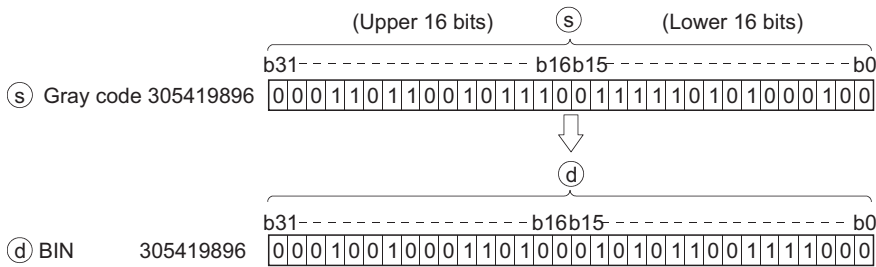 (Upper 16 bits) s (Lower 16 bits)
b31 b16 b15 b0
s Gray code 305419896 0 0 0 1 1 0 1 1 0 0 1 0 1 1 1 0 0 1 1 1 1 1 0 1 0 1 0 0 0 1 0 0
d
b31 b16 b15 b0
d BIN 305419896 0 0 0 1 0 0 1 0 0 0 1 1 0 1 0 0 0 1 0 1 0 1 1 0 0 1 1 1 1 0 0 0